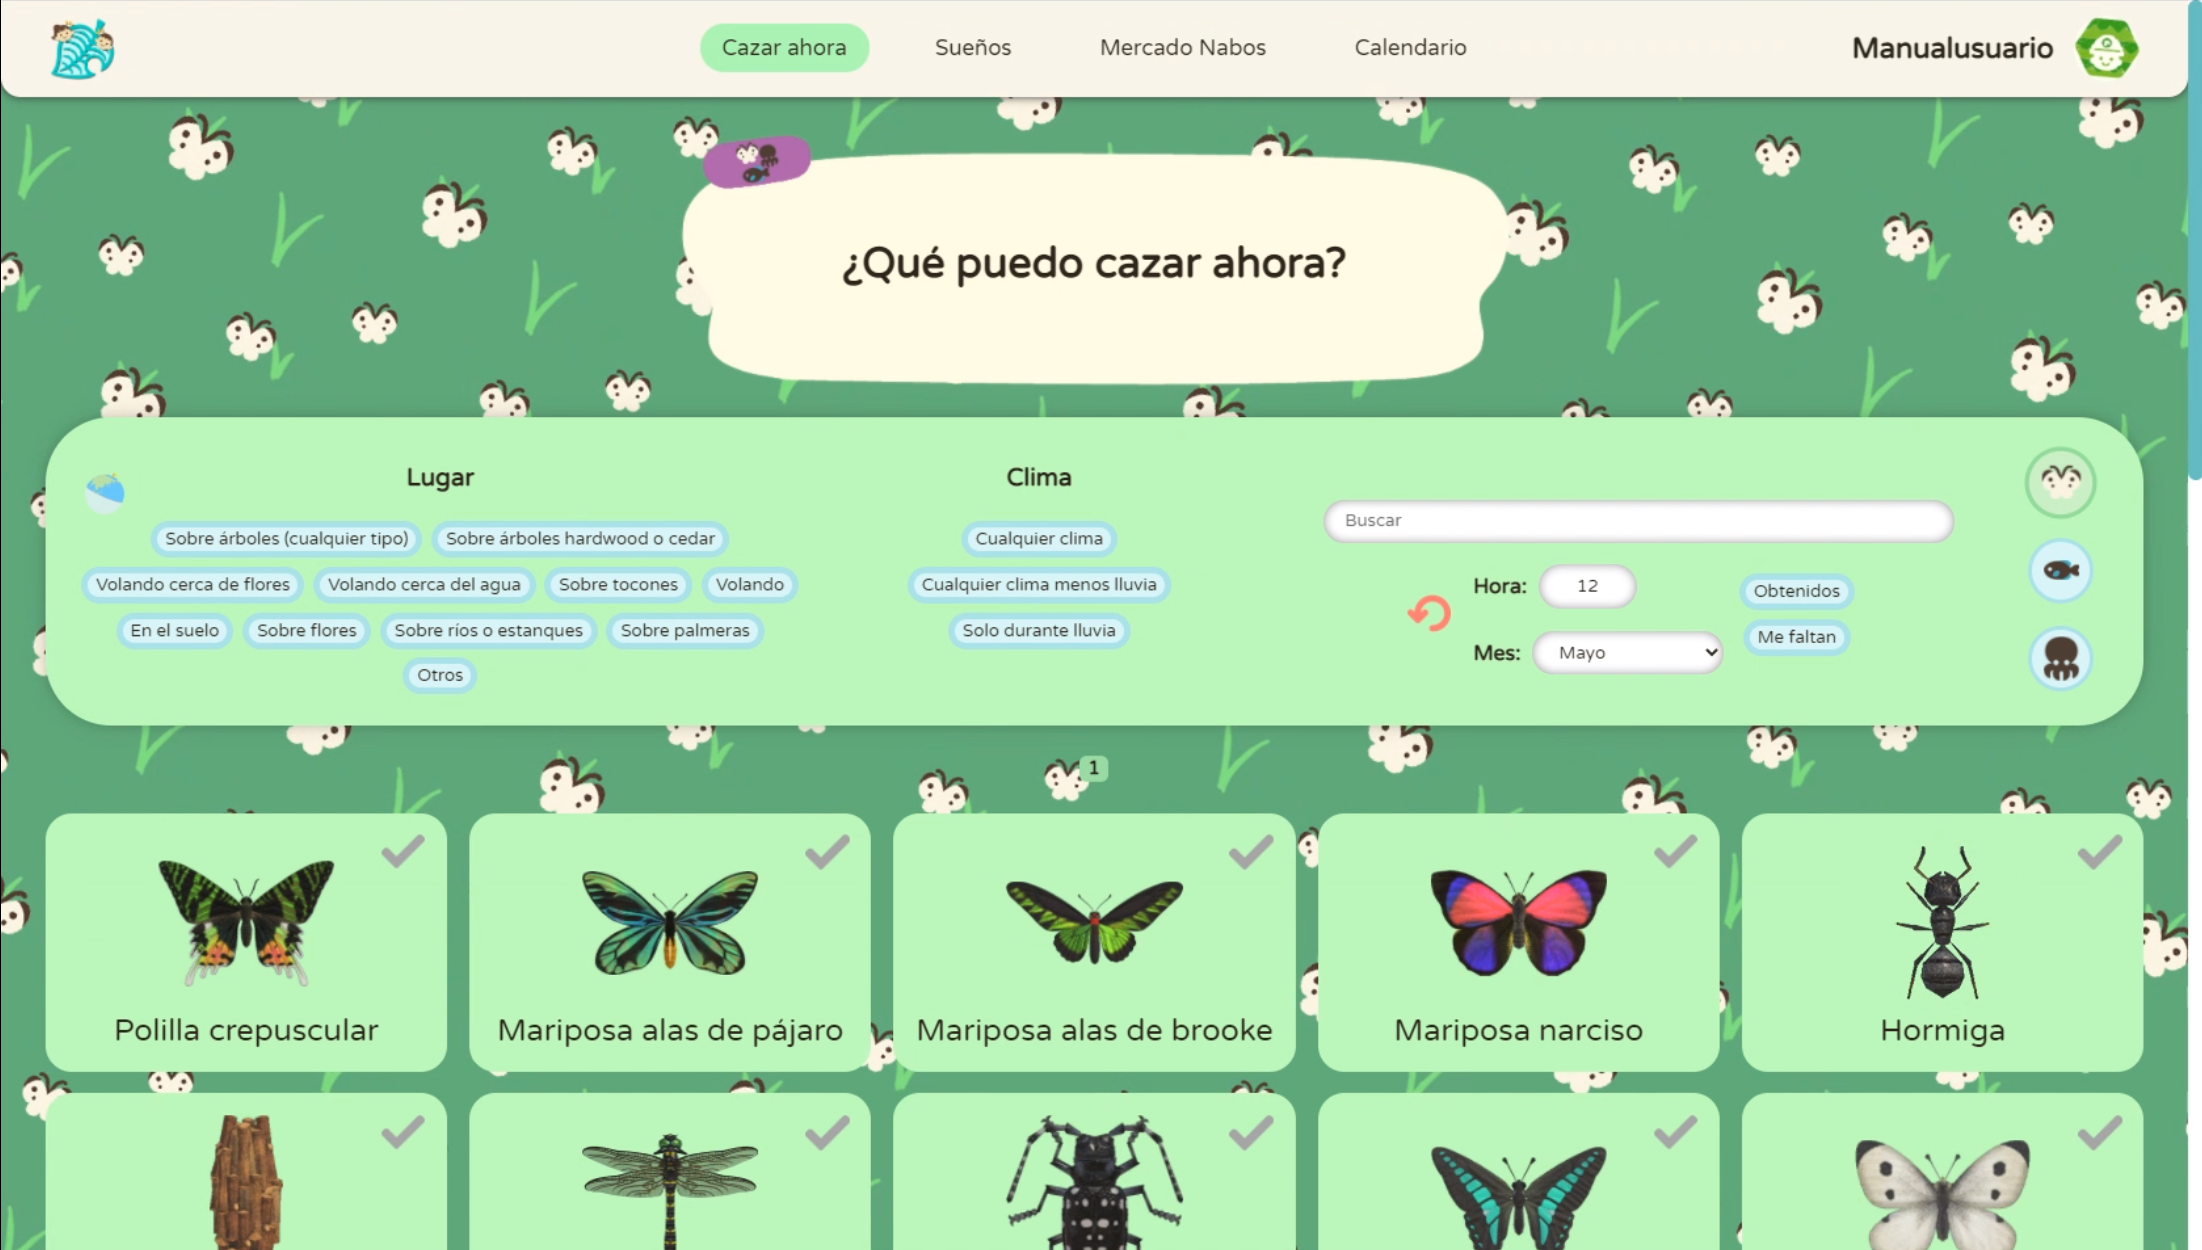 Cazar ahora
Sueños
Mercado Nabos
Calendario
Manualusuario
¿Qué puedo cazar ahora?
Lugar
Sobre árboles (cualquier tipo)
Sobre árboles hardwood o cedar
Volando cerca de flores
Volando cerca del agua
Sobre tocones
Volando
En el suelo
Sobre flores
Sobre ríos o estanques
Sobre palmeras
Otros
Clima
Cualquier clima
Cualquier clima menos lluvia
Solo durante lluvia
Buscar
Hora: 12
Mes: Mayo
Obtenidos
Me faltan
1
Polilla crepuscular
Mariposa alas de pájaro
Mariposa alas de brooke
Mariposa narciso
Hormiga